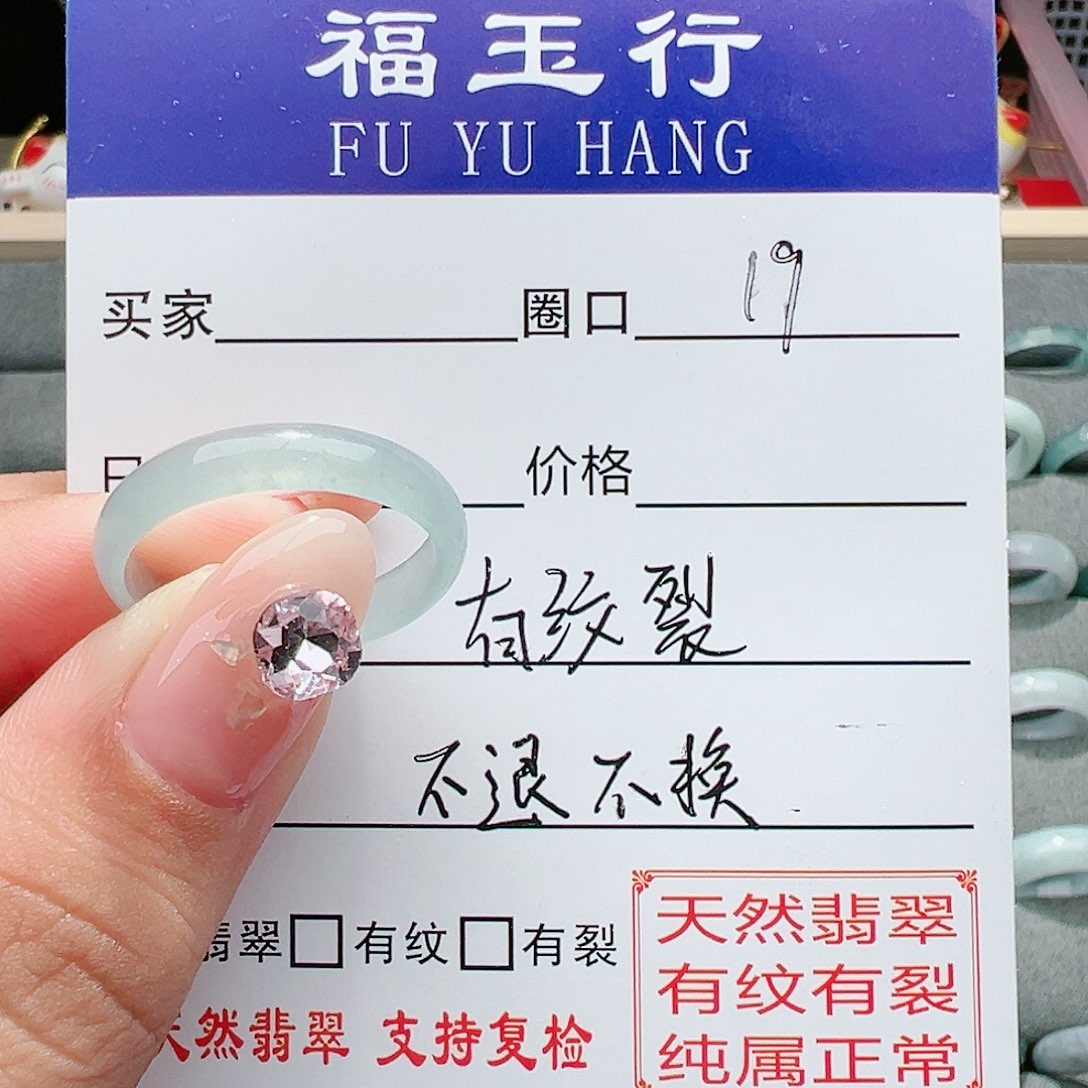 福玉行
FU YU HANG
买家 圈口 19
价格
有纹裂
不退不换
翡翠 有纹 有裂
天然翡翠 支持复检
天然翡翠
有纹有裂
纯属正常